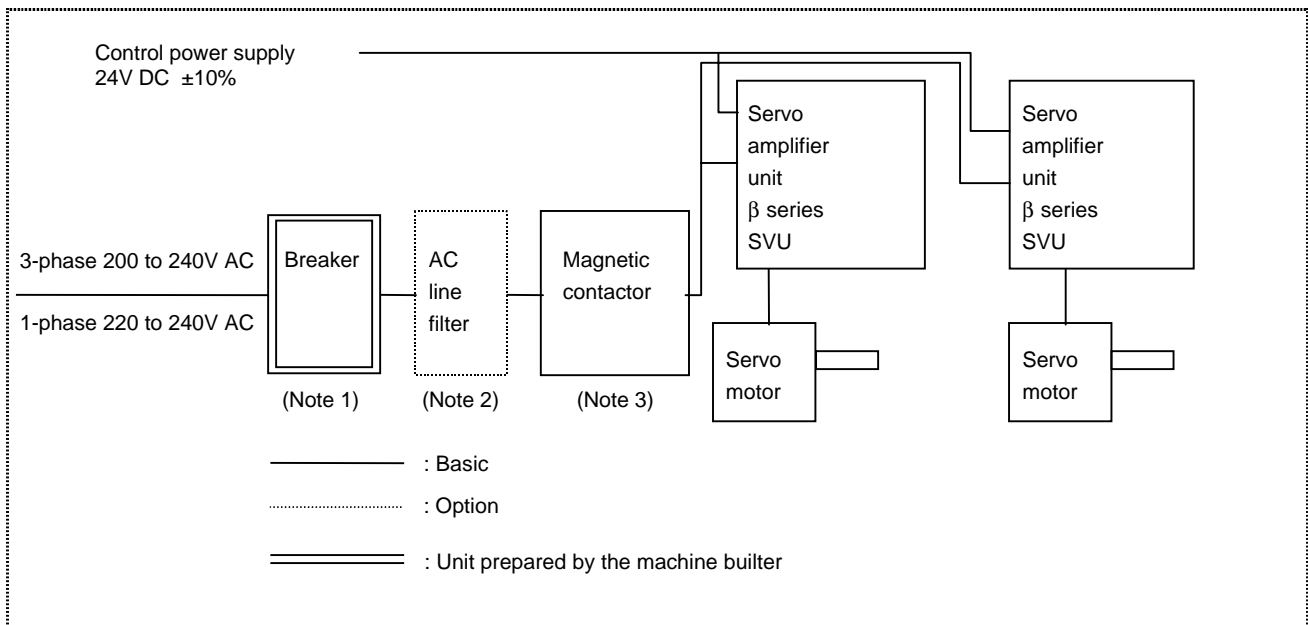 Control power supply
24V DC ±10%
Servo
amplifier
unit
β series
SVU
Servo
amplifier
unit
β series
SVU
3-phase 200 to 240V AC
1-phase 220 to 240V AC
Breaker
AC
line
filter
Magnetic
contactor
Servo
motor
Servo
motor
(Note 1)
(Note 2)
(Note 3)
: Basic
: Option
: Unit prepared by the machine builter